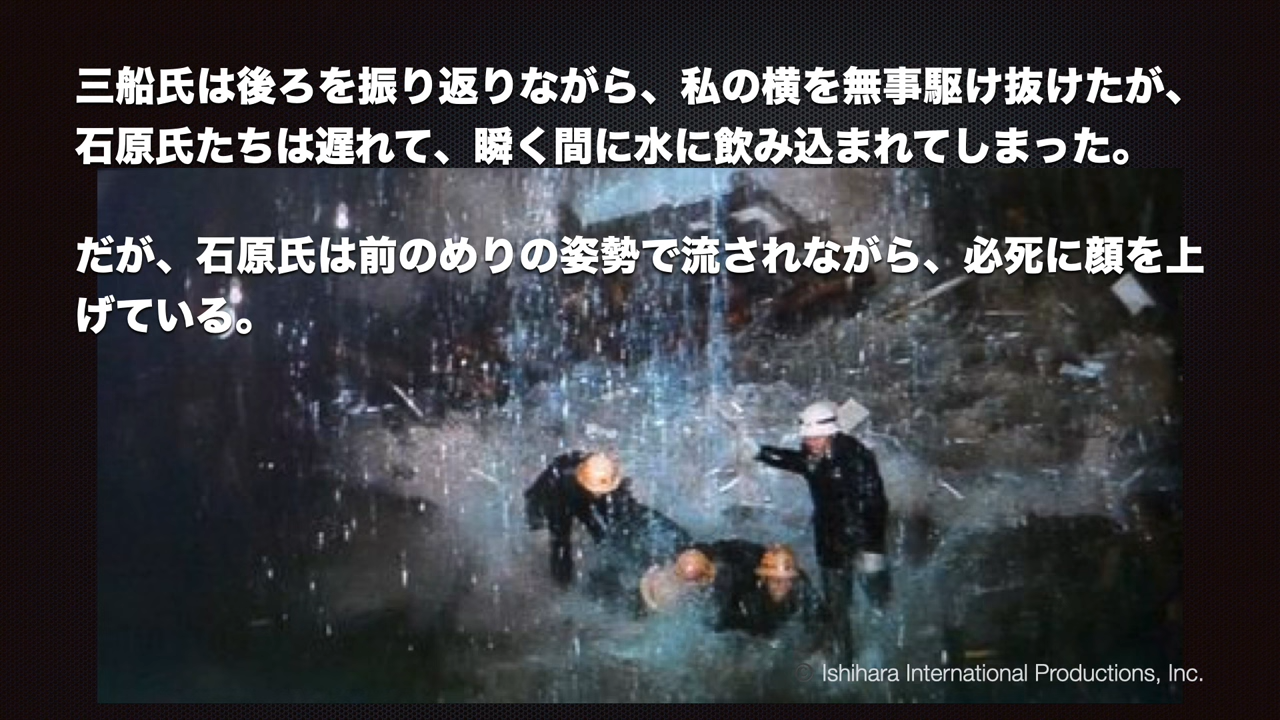 三船氏は後ろを振り返りながら、私の横を無事駆け抜けたが、
石原氏たちは遅れて、瞬く間に水に飲み込まれてしまった。
だが、石原氏は前のめりの姿勢で流されながら、必死に顔を上
げている。
© Ishihara International Productions, Inc.